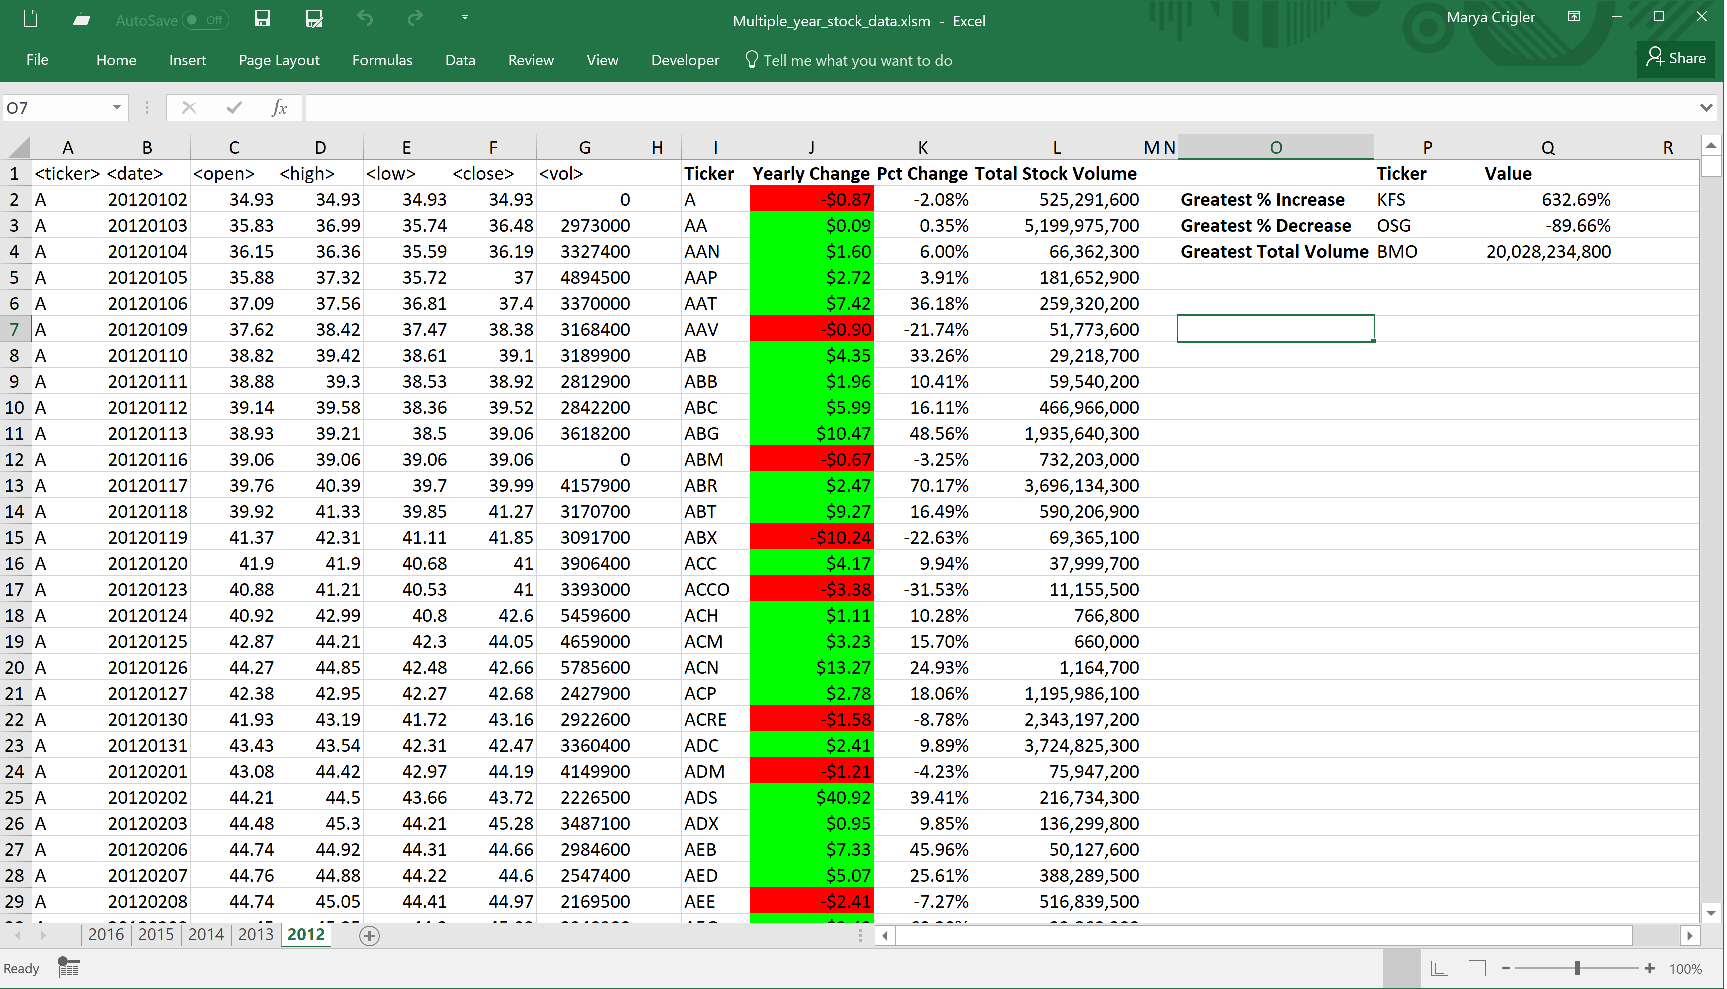 AutoSave Off
Multiple_year_stock_data.xlsm - Excel
Marya Crigler
File Home Insert Page Layout Formulas Data Review View Developer Tell me what you want to do Share
O7 fx
A B C D E F G H I J K L M N O P Q R
1 <ticker> <date> <open> <high> <low> <close> <vol> Ticker Yearly Change Pct Change Total Stock Volume Ticker Value
2 A 20120102 34.93 34.93 34.93 34.93 0 A -$0.87 -2.08% 525,291,600 Greatest % Increase KFS 632.69%
3 A 20120103 35.83 36.99 35.74 36.48 2973000 AA $0.09 0.35% 5,199,975,700 Greatest % Decrease OSG -89.66%
4 A 20120104 36.15 36.36 35.59 36.19 3327400 AAN $1.60 6.00% 66,362,300 Greatest Total Volume BMO 20,028,234,800
5 A 20120105 35.88 37.32 35.72 37 4894500 AAP $2.72 3.91% 181,652,900
6 A 20120106 37.09 37.56 36.81 37.4 3370000 AAT $7.42 36.18% 259,320,200
7 A 20120109 37.62 38.42 37.47 38.38 3168400 AAV -$0.90 -21.74% 51,773,600
8 A 20120110 38.82 39.42 38.61 39.1 3189900 AB $4.35 33.26% 29,218,700
9 A 20120111 38.88 39.3 38.53 38.92 2812900 ABB $1.96 10.41% 59,540,200
10 A 20120112 39.14 39.58 38.36 39.52 2842200 ABC $5.99 16.11% 466,966,000
11 A 20120113 38.93 39.21 38.5 39.06 3618200 ABG $10.47 48.56% 1,935,640,300
12 A 20120116 39.06 39.06 39.06 39.06 0 ABM -$0.67 -3.25% 732,203,000
13 A 20120117 39.76 40.39 39.7 39.99 4157900 ABR $2.47 70.17% 3,696,134,300
14 A 20120118 39.92 41.33 39.85 41.27 3170700 ABT $9.27 16.49% 590,206,900
15 A 20120119 41.37 42.31 41.11 41.85 3091700 ABX -$10.24 -22.63% 69,365,100
16 A 20120120 41.9 41.9 40.68 41 3906400 ACC $4.17 9.94% 37,999,700
17 A 20120123 40.88 41.21 40.53 41 3393000 ACCO -$3.38 -31.53% 11,155,500
18 A 20120124 40.92 42.99 40.8 42.6 5459600 ACH $1.11 10.28% 766,800
19 A 20120125 42.87 44.21 42.3 44.05 4659000 ACM $3.23 15.70% 660,000
20 A 20120126 44.27 44.85 42.48 42.66 5785600 ACN $13.27 24.93% 1,164,700
21 A 20120127 42.38 42.95 42.27 42.68 2427900 ACP $2.78 18.06% 1,195,986,100
22 A 20120130 41.93 43.19 41.72 43.16 2922600 ACRE -$1.58 -8.78% 2,343,197,200
23 A 20120131 43.43 43.54 42.31 42.47 3360400 ADC $2.41 9.89% 3,724,825,300
24 A 20120201 43.08 44.42 42.97 44.19 4149900 ADM -$1.21 -4.23% 75,947,200
25 A 20120202 44.21 44.5 43.66 43.72 2226500 ADS $40.92 39.41% 216,734,300
26 A 20120203 44.48 45.3 44.21 45.28 3487100 ADX $0.95 9.85% 136,299,800
27 A 20120206 44.74 44.92 44.31 44.66 2984600 AEB $7.33 45.96% 50,127,600
28 A 20120207 44.76 44.88 44.22 44.6 2547400 AED $5.07 25.61% 388,289,500
29 A 20120208 44.74 45.05 44.41 44.97 2169500 AEE -$2.41 -7.27% 516,839,500
2016 2015 2014 2013 2012
Ready 100%